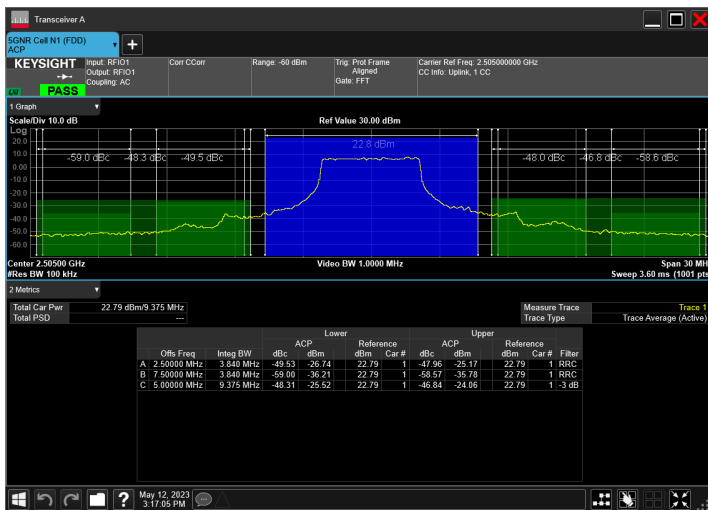 Transceiver A
5GNR Cell N1 (FDD)
ACP
KEYSIGHT
LXI
PASS
Input: RFIO1
Output: RFIO1
Coupling: AC
Corr CCorr
Range: -60 dBm
Trig: Prot Frame
Aligned
Gate: FFT
Carrier Ref Freq: 2.505000000 GHz
CC Info: Uplink, 1 CC
1 Graph
Scale/Div 10.0 dB
Ref Value 30.00 dBm
Log
20.0
10.0
0.00
-10.0
-20.0
-30.0
-40.0
-50.0
-60.0
-59.0 dBc
-48.3 dBc
-49.5 dBc
22.8 dBm
-48.0 dBc
-46.8 dBc
-58.6 dBc
Center 2.50500 GHz
Video BW 1.0000 MHz
Span 30 MH
#Res BW 100 kHz
Sweep 3.60 ms (1001 pts
2 Metrics
Total Car Pwr 22.79 dBm/9.375 MHz
Total PSD ---
Measure Trace Trace 1
Trace Type Trace Average (Active)
Lower Upper
ACP Reference ACP Reference
Offs Freq Integ BW dBc dBm dBm Car # dBc dBm dBm Car # Filter
A 2.50000 MHz 3.840 MHz -49.53 -26.74 22.79 1 -47.96 -25.17 22.79 1 RRC
B 7.50000 MHz 3.840 MHz -59.00 -36.21 22.79 1 -58.57 -35.78 22.79 1 RRC
C 5.00000 MHz 9.375 MHz -48.31 -25.52 22.79 1 -46.84 -24.06 22.79 1 -3 dB
May 12, 2023
3:17:05 PM